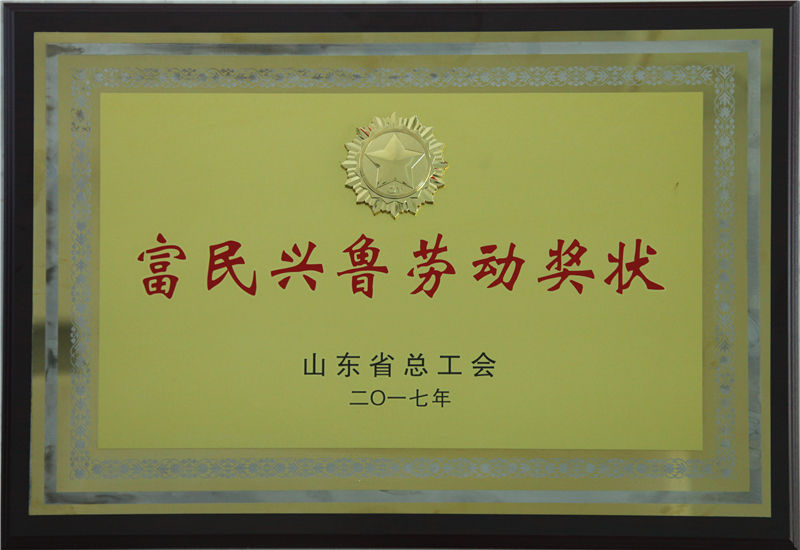 富民兴鲁劳动奖状
山东省总工会
二〇一七年